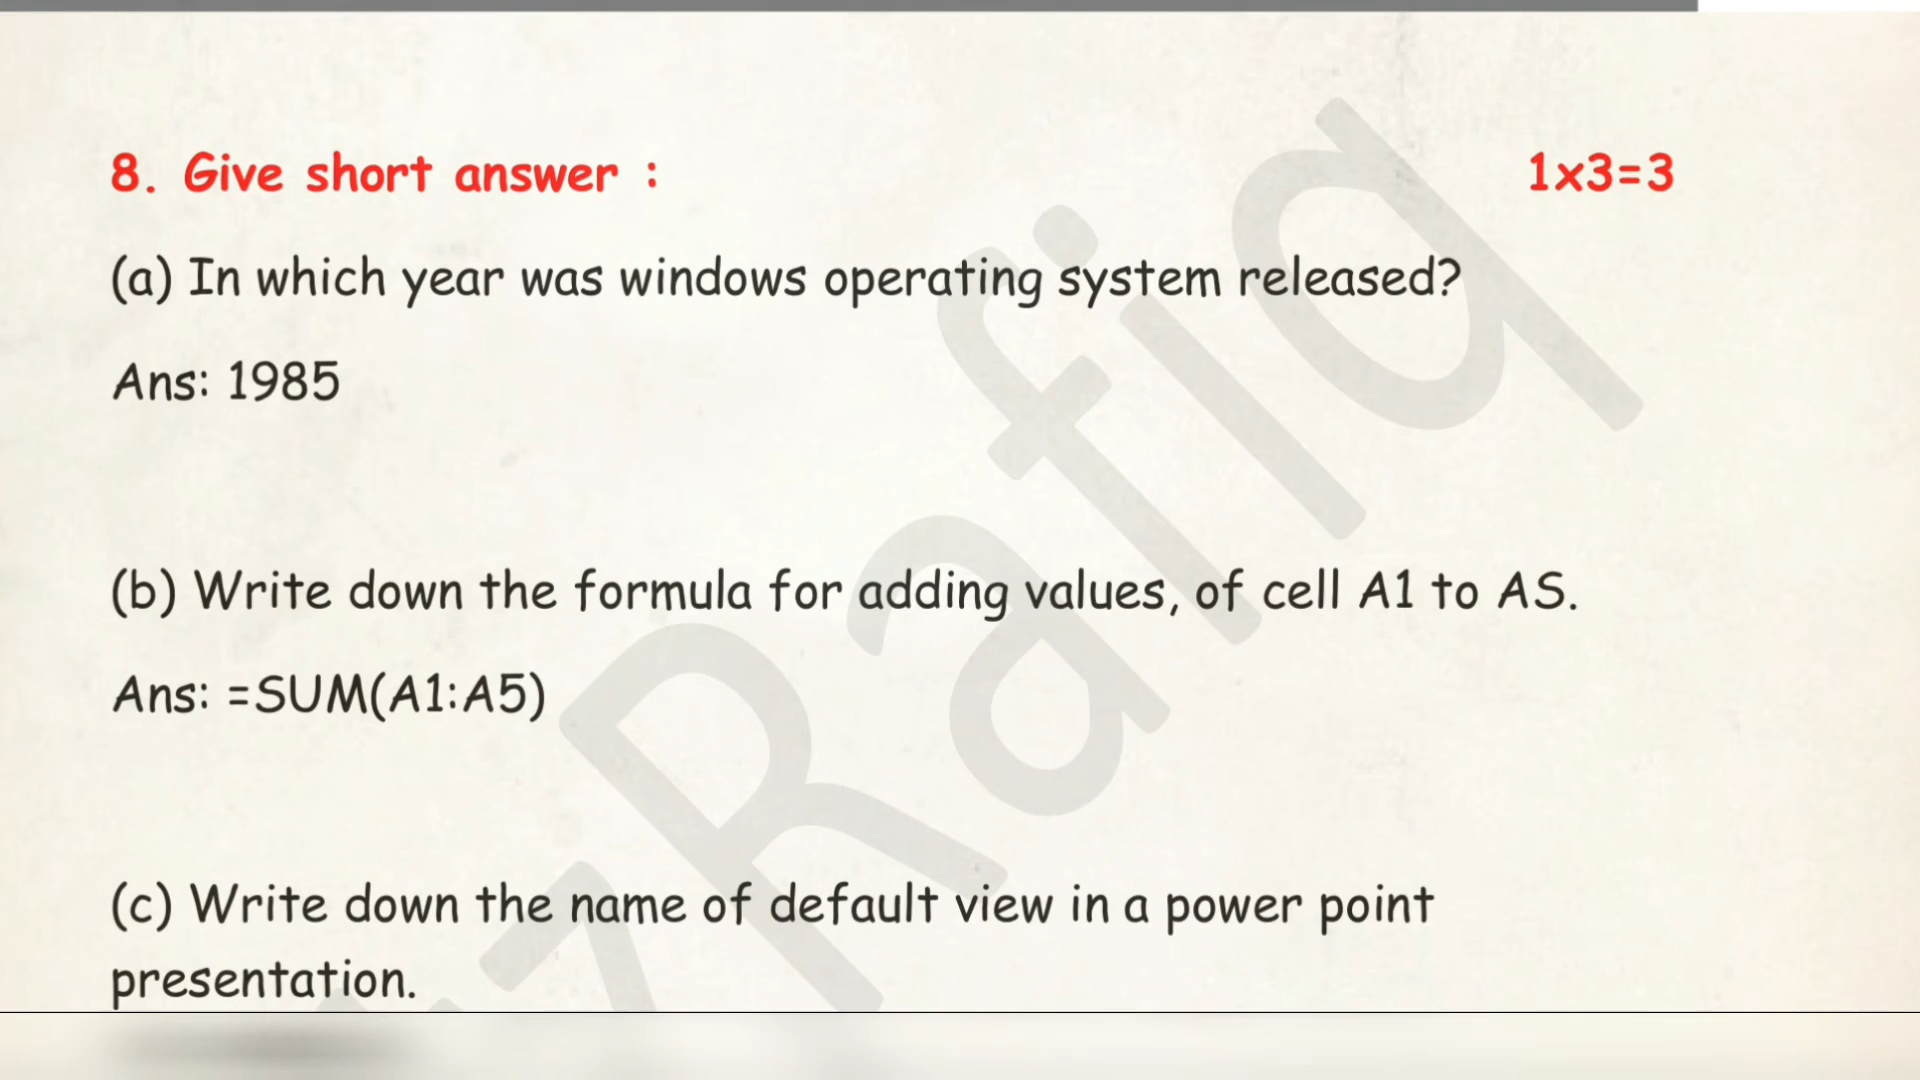 8. Give short answer : 1x3=3
(a) In which year was windows operating system released?
Ans: 1985
(b) Write down the formula for adding values, of cell A1 to AS.
Ans: =SUM(A1:A5)
(c) Write down the name of default view in a power point
presentation.
zRafiq